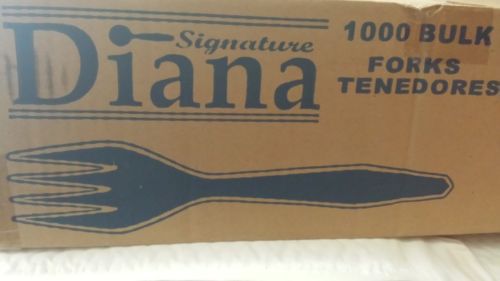 Signature
Diana
1000 BULK
FORKS
TENEDORES